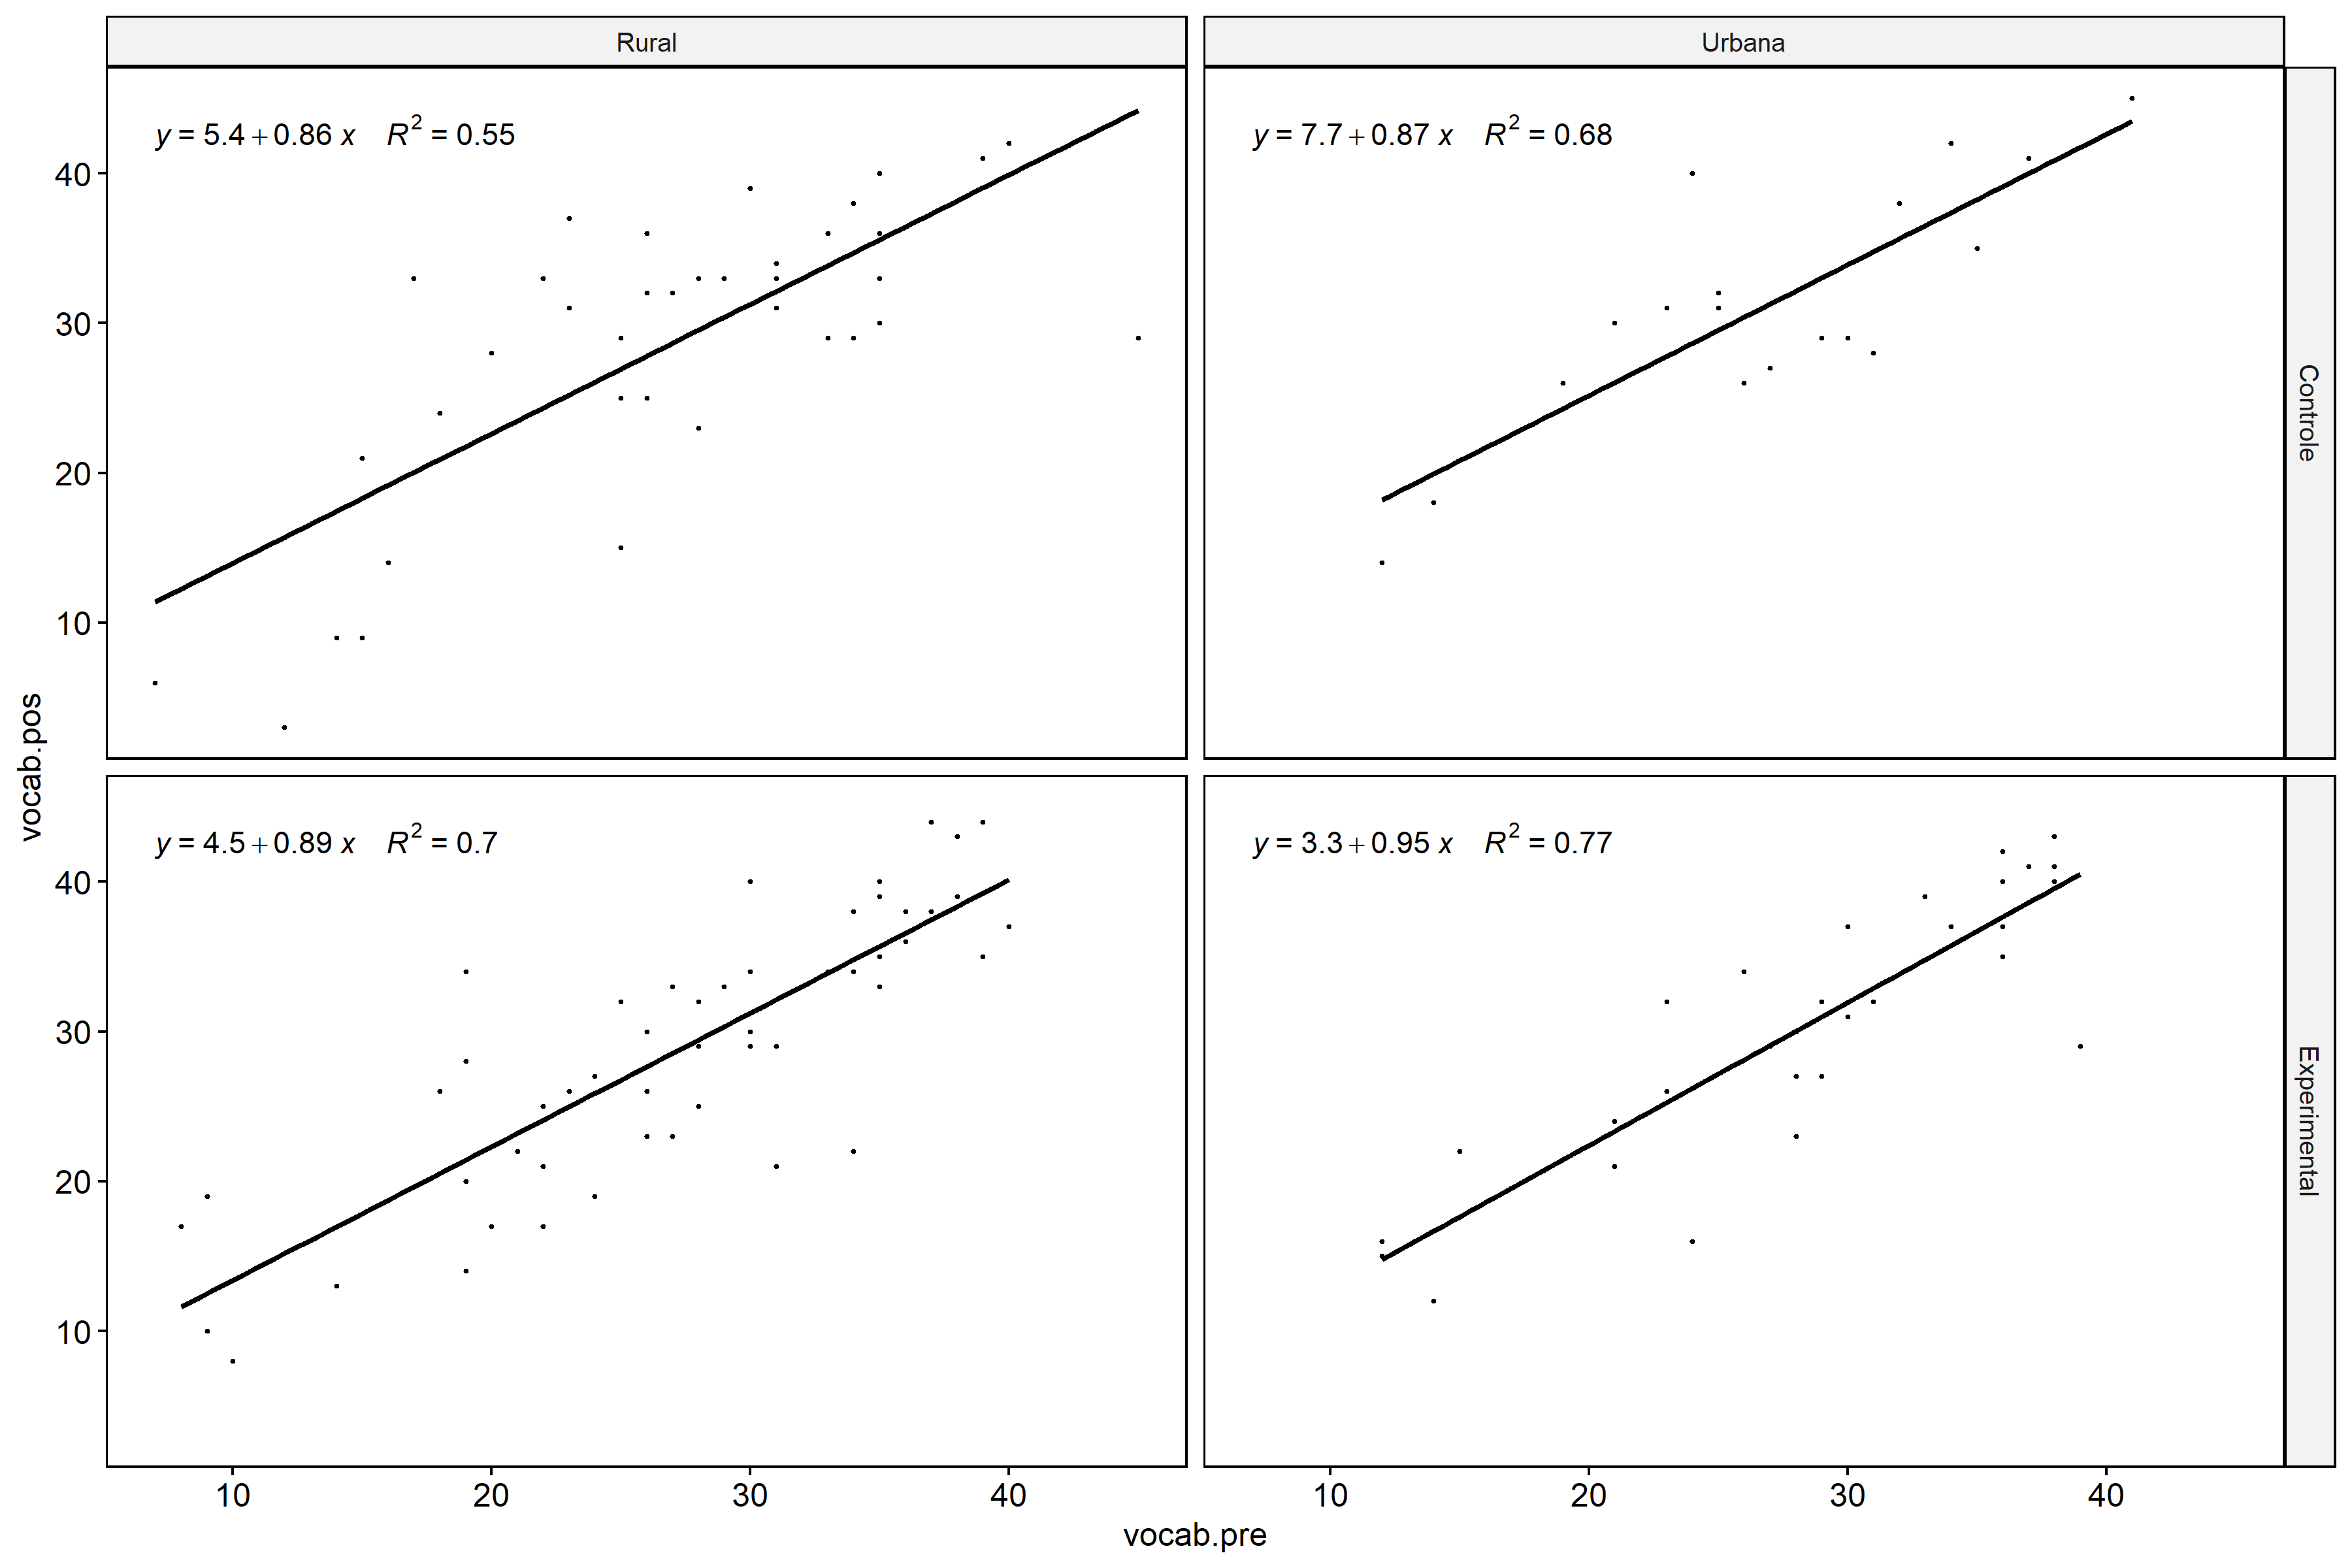 Rural
Urbana
y = 5.4 + 0.86 x R² = 0.55
y = 7.7 + 0.87 x R² = 0.68
40
30
20
10
Controle
vocab.pos
y = 4.5 + 0.89 x R² = 0.7
y = 3.3 + 0.95 x R² = 0.77
40
30
20
10
Experimental
10 20 30 40 10 20 30 40
vocab.pre